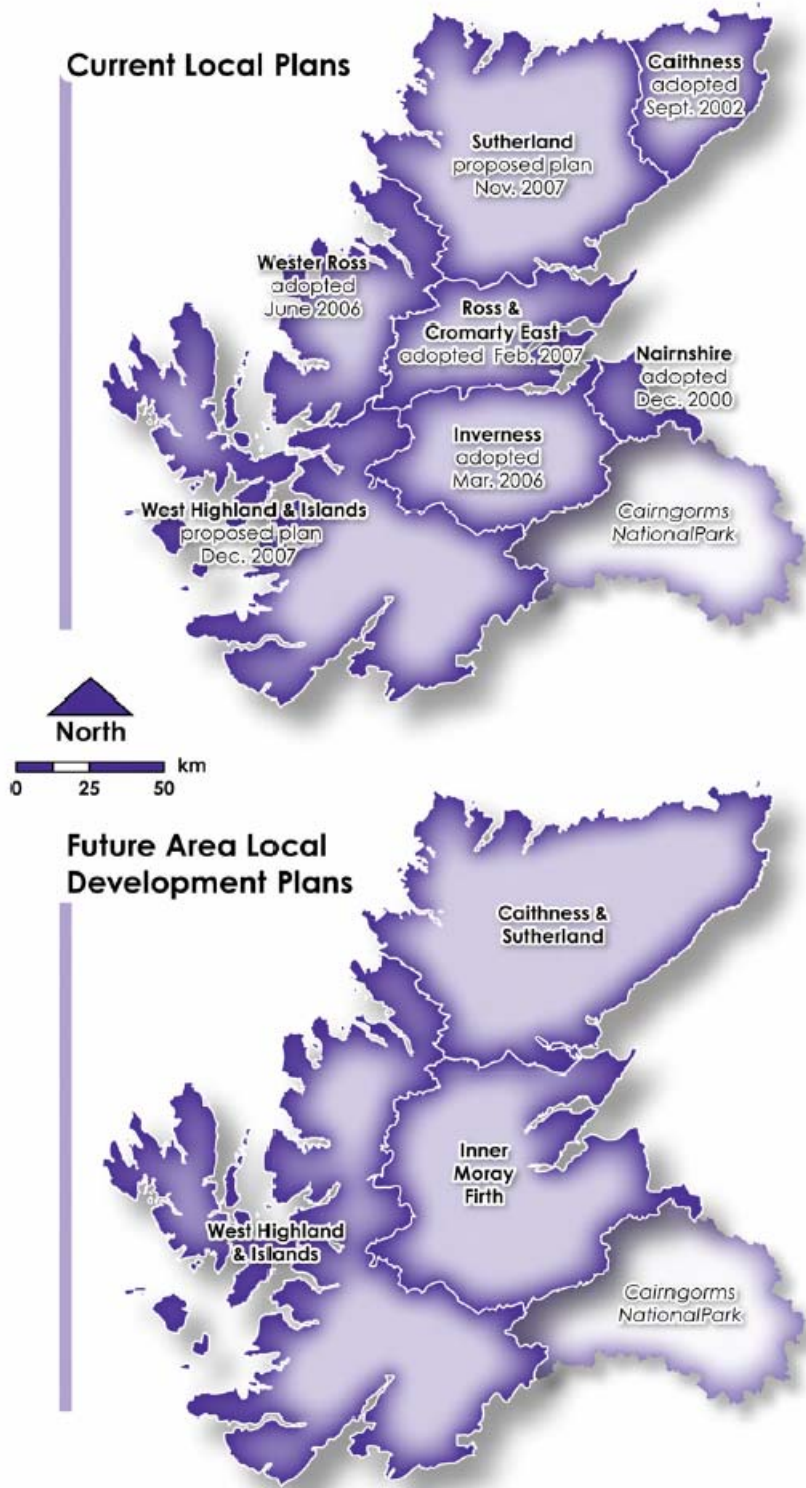 Current Local Plans
Caithness
adopted
Sept. 2002
Sutherland
proposed plan
Nov. 2007
Wester Ross
adopted
June 2006
Ross &
Cromarty East
adopted Feb. 2007
Nairnshire
adopted
Dec. 2000
Inverness
adopted
Mar. 2006
West Highland & Islands
proposed plan
Dec. 2007
Cairngorms
NationalPark
North
km
0 25 50
Future Area Local
Development Plans
Caithness &
Sutherland
Inner
Moray
Firth
West Highland
& Islands
Cairngorms
NationalPark